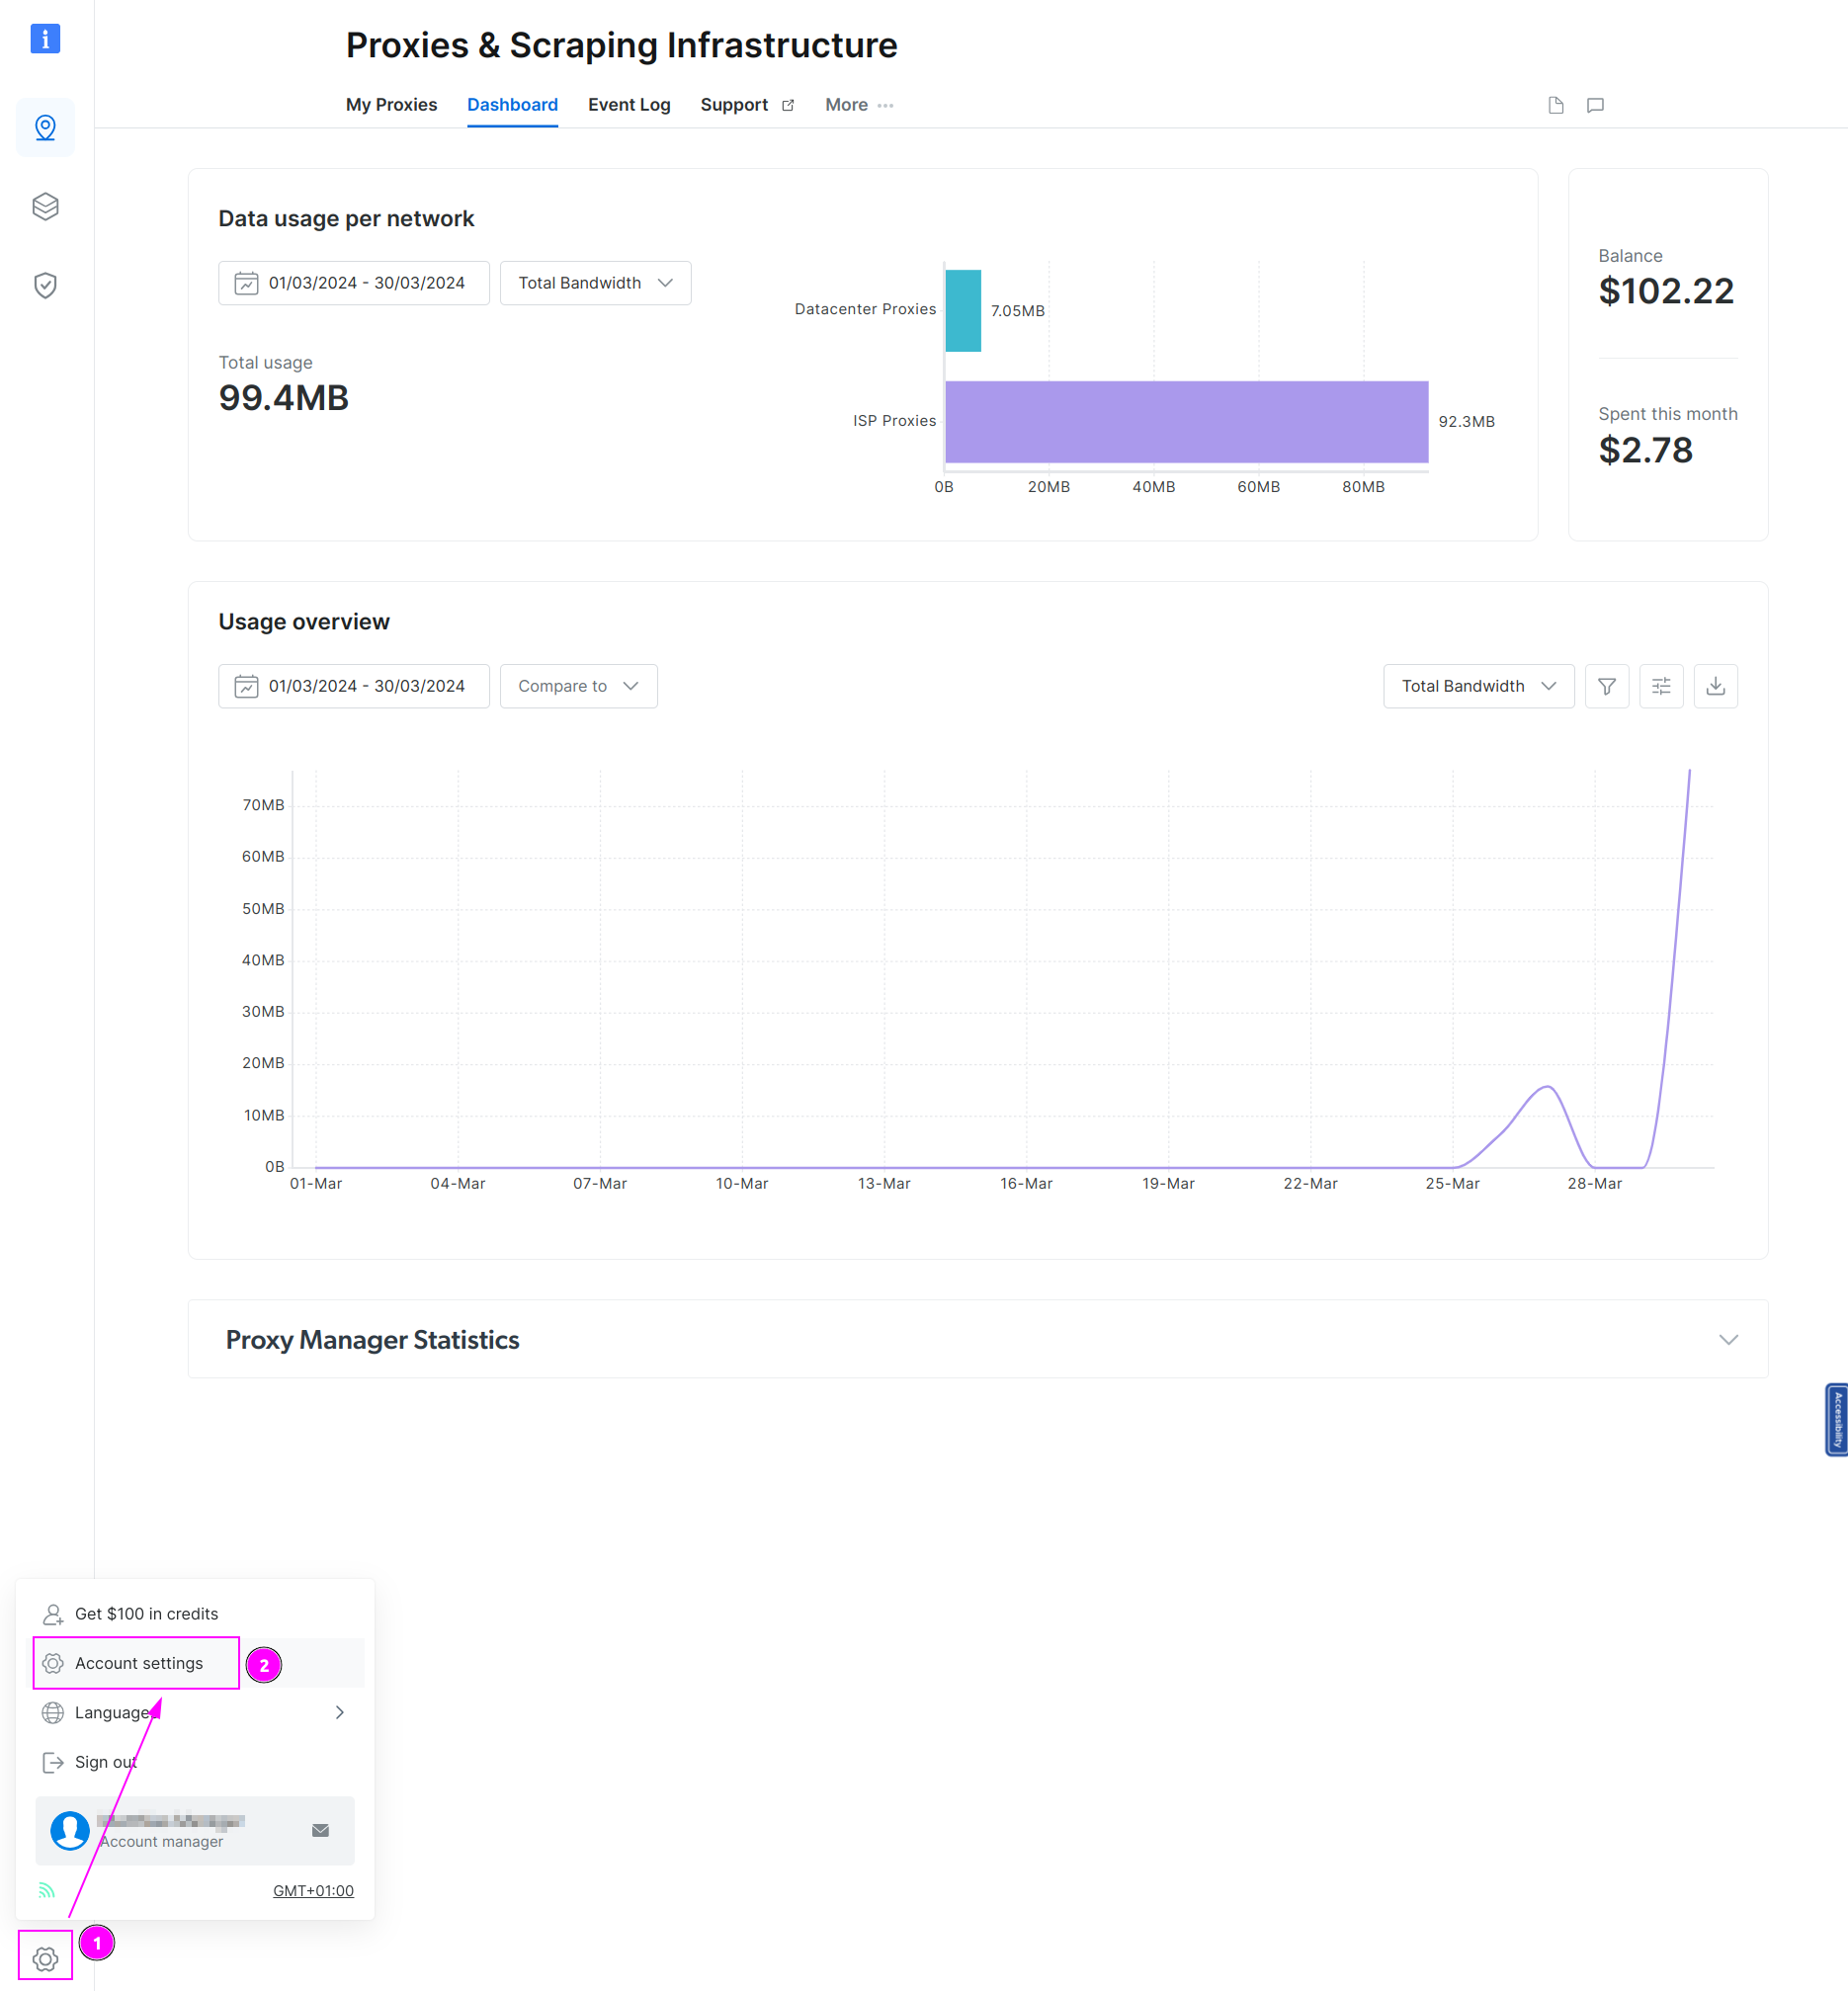 i
Proxies & Scraping Infrastructure
My Proxies Dashboard Event Log Support More
Data usage per network
01/03/2024 - 30/03/2024 Total Bandwidth
Total usage
99.4MB
Datacenter Proxies 7.05MB
ISP Proxies 92.3MB
0B 20MB 40MB 60MB 80MB
Balance
$102.22
Spent this month
$2.78
Usage overview
01/03/2024 - 30/03/2024 Compare to Total Bandwidth
70MB
60MB
50MB
40MB
30MB
20MB
10MB
0B
01-Mar 04-Mar 07-Mar 10-Mar 13-Mar 16-Mar 19-Mar 22-Mar 25-Mar 28-Mar
Proxy Manager Statistics
Accessibility
Get $100 in credits
Account settings 2
Languages
Sign out
Account manager
GMT+01:00
1